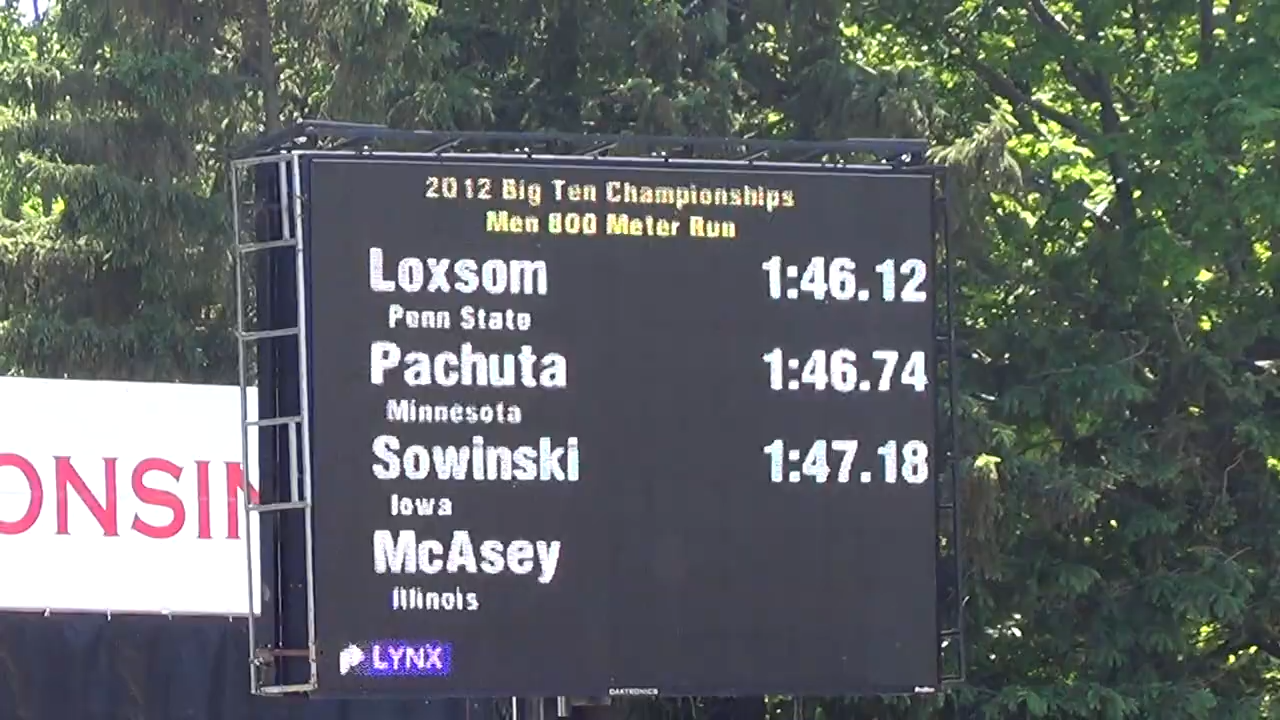 2012 Big Ten Championships
Men 800 Meter Run
Loxsom 1:46.12
Penn State
Pachuta 1:46.74
Minnesota
Sowinski 1:47.18
Iowa
McAsey
Illinois
LYNX
DAKTRONICS
ONSIN